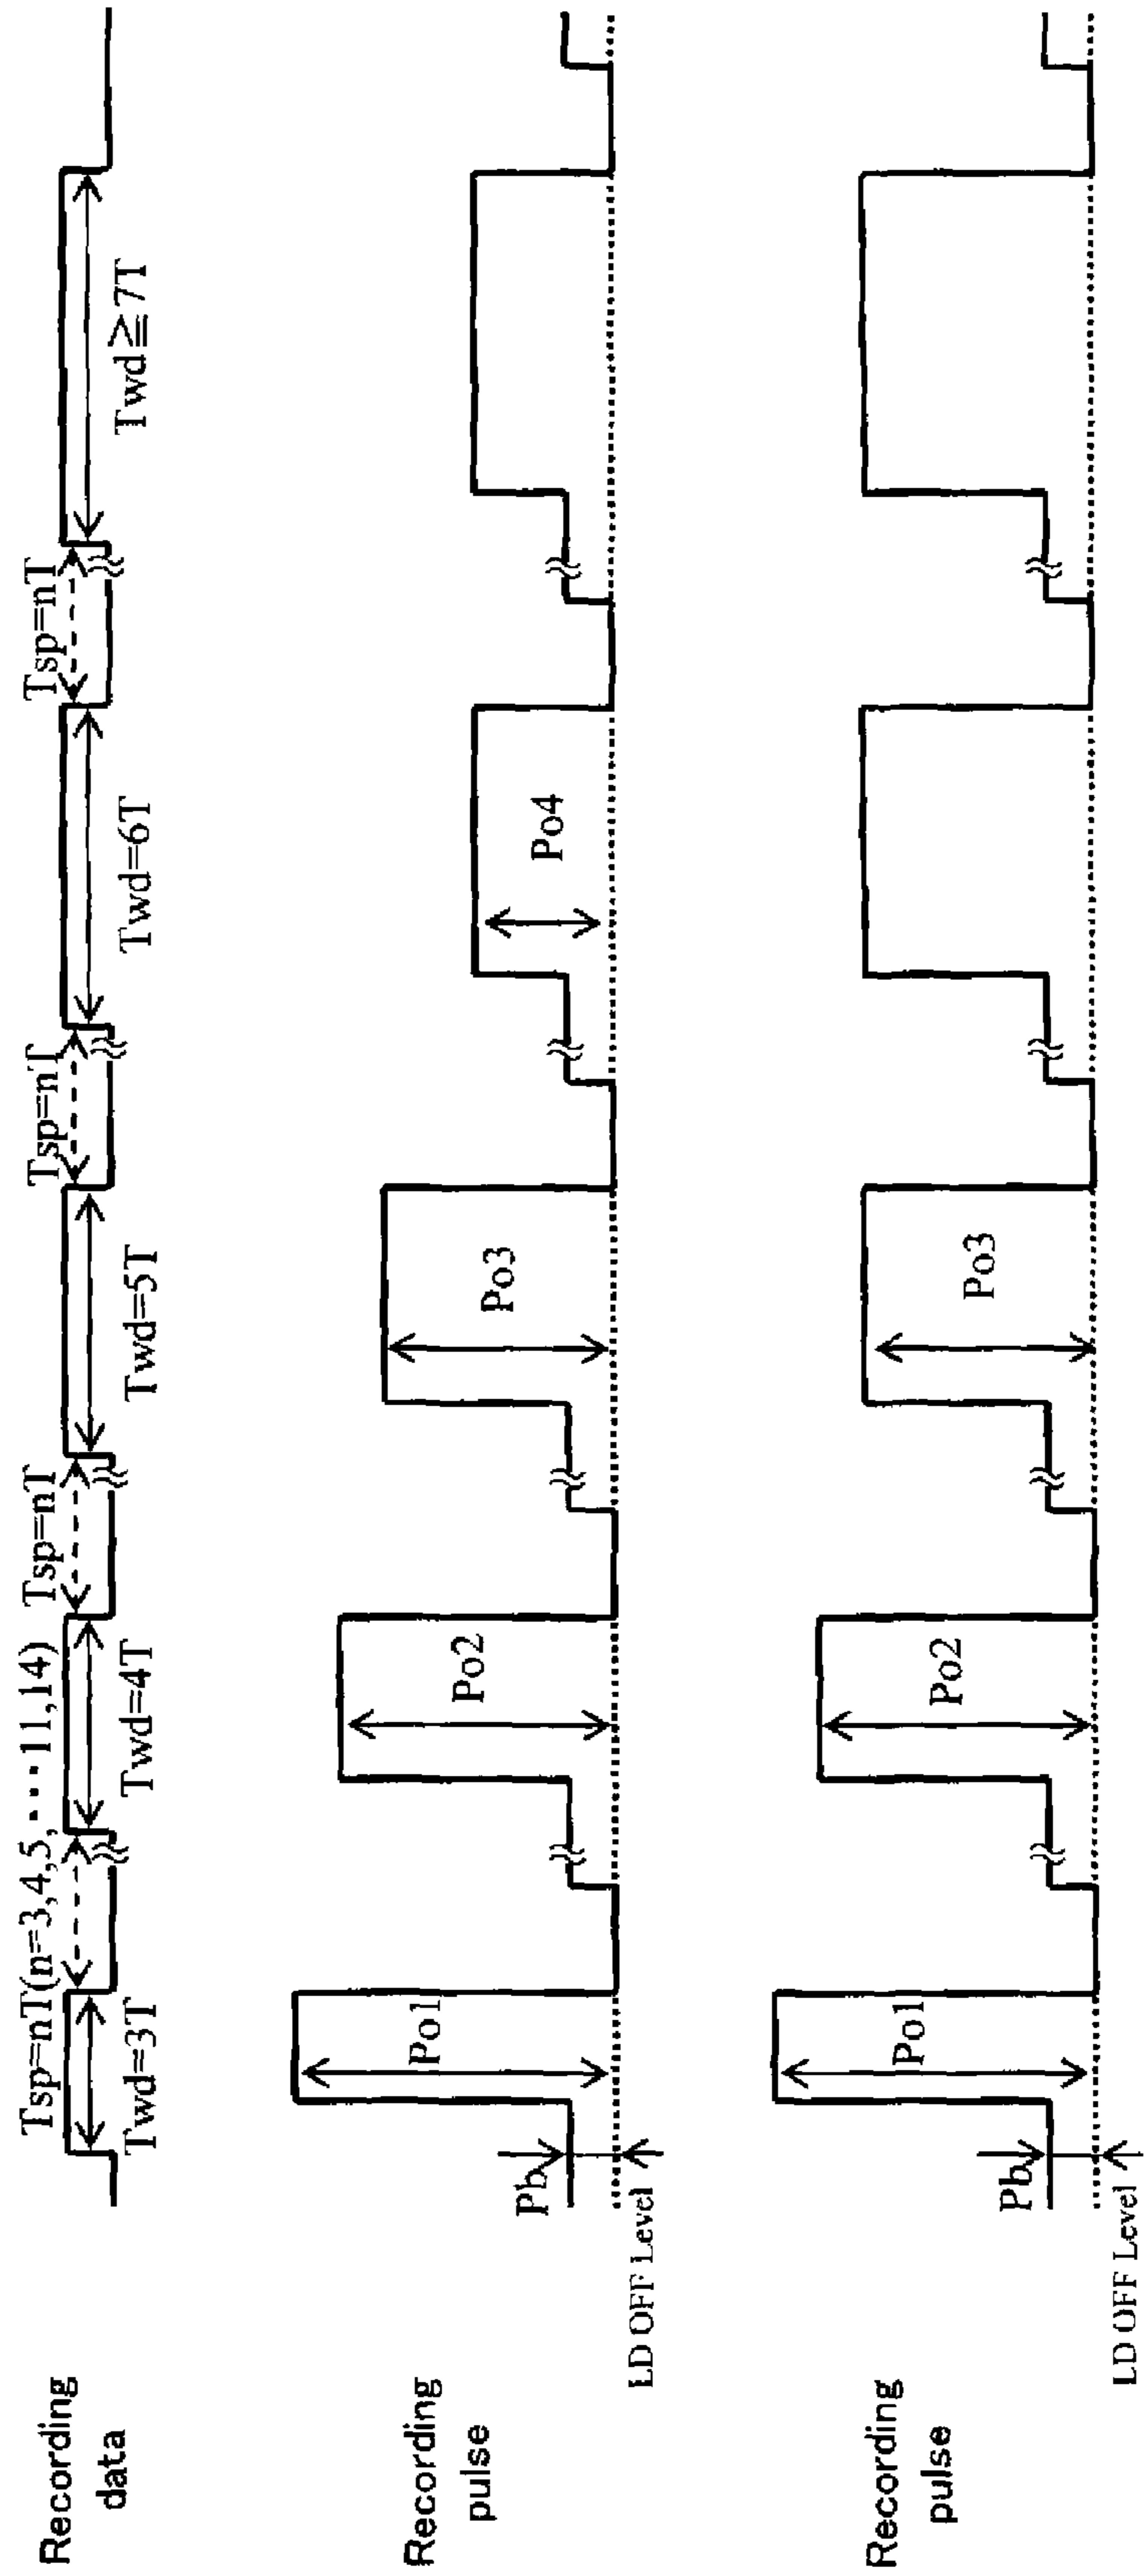 Recording
data
Tsp=nT(n=3,4,5,···11,14)
Tsp=nT
Tsp=nT
Tsp=nT
Twd=3T
Twd=4T
Twd=5T
Twd=6T
Twd≧7T
Recording
pulse
Pb
LD OFF Level
Po1
Po2
Po3
Po4
Recording
pulse
Pb
LD OFF Level
Po1
Po2
Po3